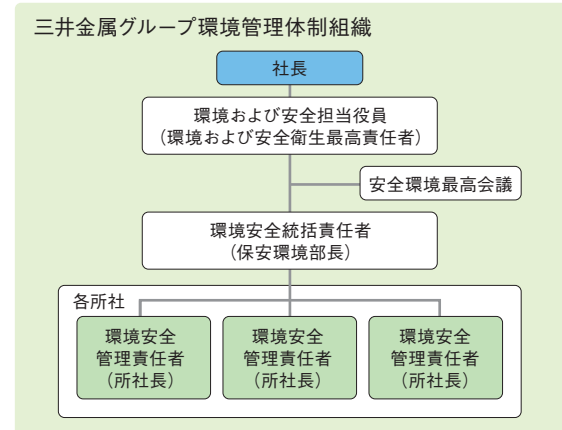 三井金属グループ環境管理体制組織
社長
環境および安全担当役員
（環境および安全衛生最高責任者）
安全環境最高会議
環境安全統括責任者
（保安環境部長）
各所社
環境安全
管理責任者
（所社長）
環境安全
管理責任者
（所社長）
環境安全
管理責任者
（所社長）